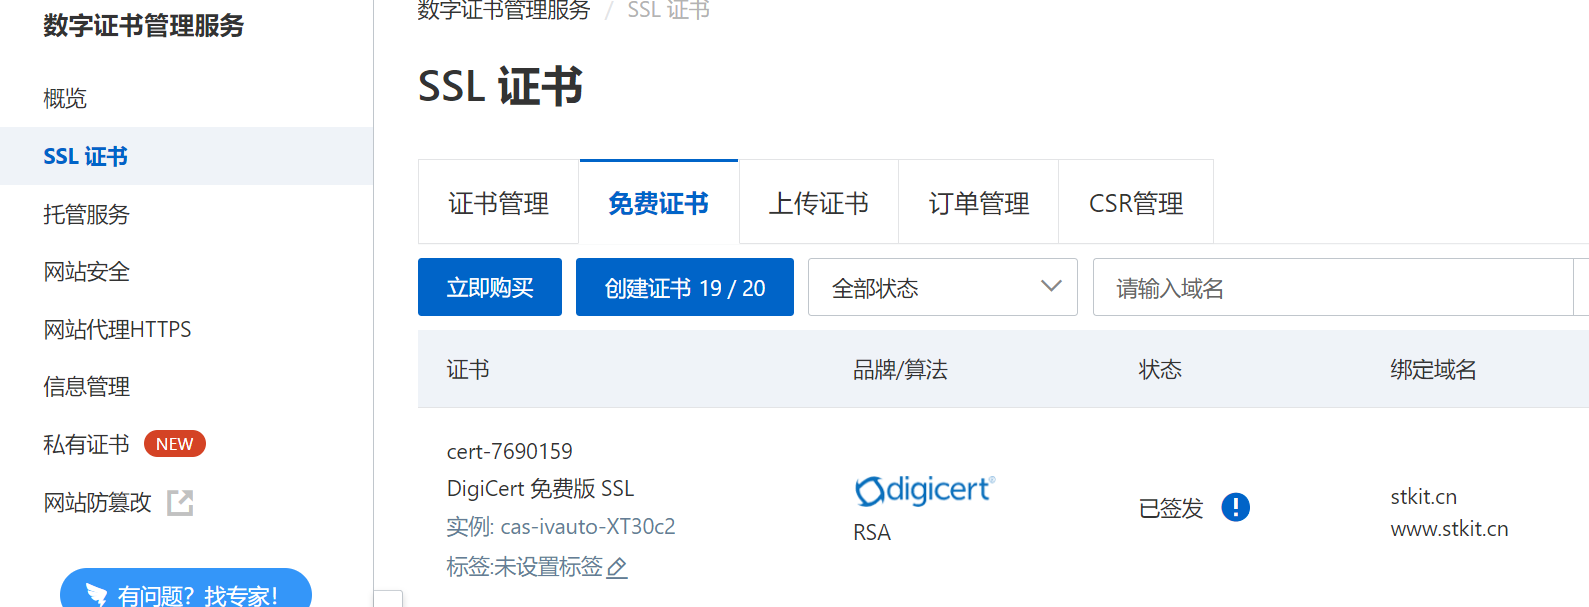 数字证书管理服务
概览
SSL 证书
托管服务
网站安全
网站代理HTTPS
信息管理
私有证书 NEW
网站防篡改
有问题？找专家!
数字证书管理服务 / SSL 证书
SSL 证书
证书管理 免费证书 上传证书 订单管理 CSR管理
立即购买 创建证书 19 / 20 全部状态 请输入域名
证书 品牌/算法 状态 绑定域名
cert-7690159
DigiCert 免费版 SSL
实例: cas-ivauto-XT30c2
标签:未设置标签
digicert®
RSA
已签发
stkit.cn
www.stkit.cn